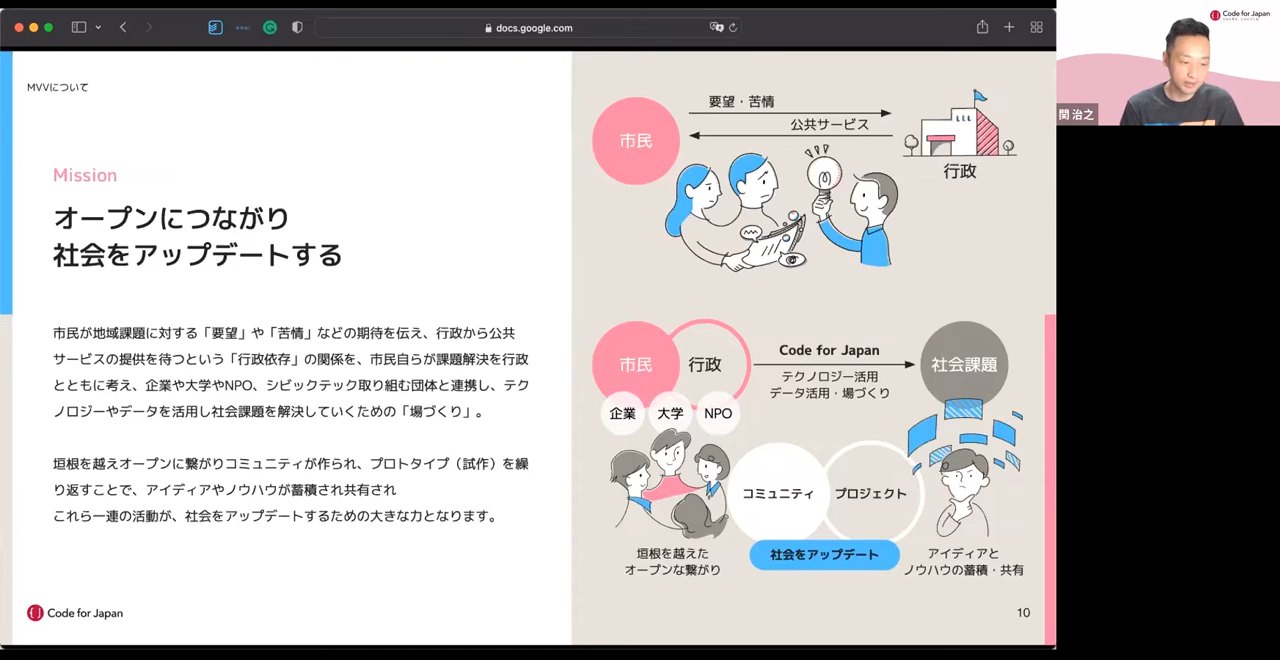 docs.google.com
Code for Japan
関 治之
MVVについて
Mission
オープンにつながり
社会をアップデートする
市民が地域課題に対する「要望」や「苦情」などの期待を伝え、行政から公共
サービスの提供を待つという「行政依存」の関係を、市民自らが課題解決を行政
とともに考え、企業や大学やNPO、シビックテック取り組む団体と連携し、テク
ノロジーやデータを活用し社会課題を解決していくための「場づくり」。
垣根を越えオープンに繋がりコミュニティが作られ、プロトタイプ（試作）を繰
り返すことで、アイディアやノウハウが蓄積され共有され
これら一連の活動が、社会をアップデートするための大きな力となります。
Code for Japan
市民
要望・苦情
公共サービス
行政
市民
行政
企業
大学
NPO
Code for Japan
テクノロジー活用
データ活用・場づくり
社会課題
コミュニティ
プロジェクト
垣根を越えた
オープンな繋がり
社会をアップデート
アイディアと
ノウハウの蓄積・共有
10